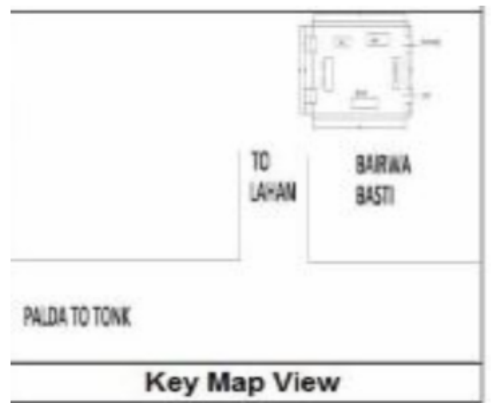 TO
LAHAN
BAIRWA
BASTI
PALDA TO TONK
Key Map View